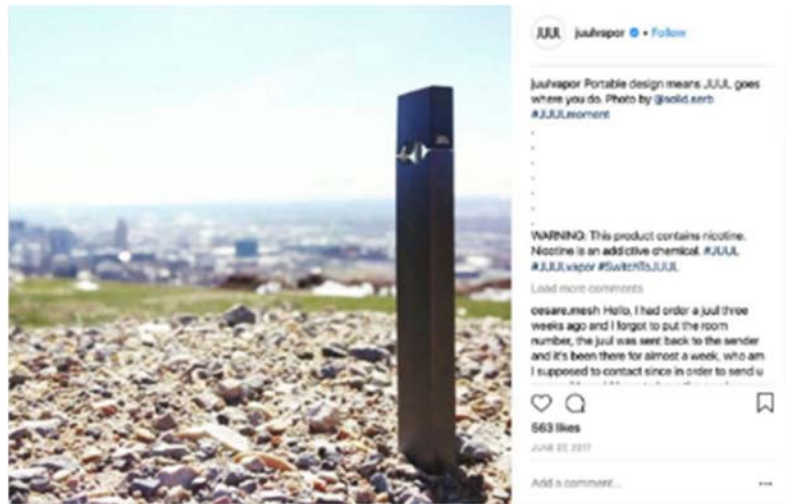 JUUL
juulvapor • Follow
juulvapor Portable design means JUUL goes
where you do. Photo by @solid.serb
#JUULmoment
.
.
.
.
.
.
.
WARNING: This product contains nicotine.
Nicotine is an addictive chemical. #JUUL
#JUULvapor #SwitchToJUUL
Load more comments
cesare.mesh Hello, I had order a juul three
weeks ago and I forgot to put the room
number, the juul was sent back to the sender
and it's been there for almost a week, who am
I supposed to contact since in order to send u
563 likes
JUNE 2017
Add a comment...